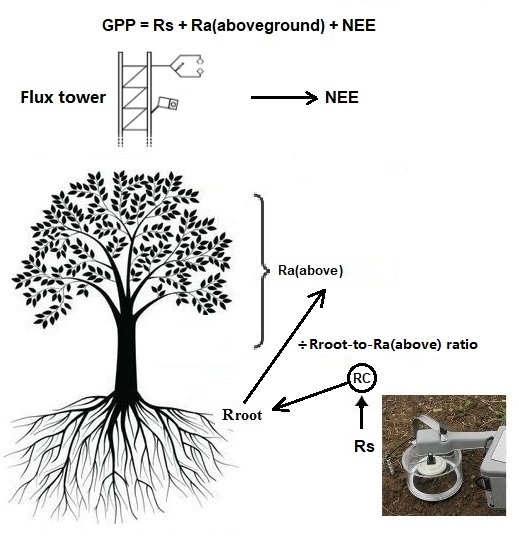 GPP = Rs + Ra(aboveground) + NEE
Flux tower
NEE
Ra(above)
÷Rroot-to-Ra(above) ratio
RC
Rroot
Rs